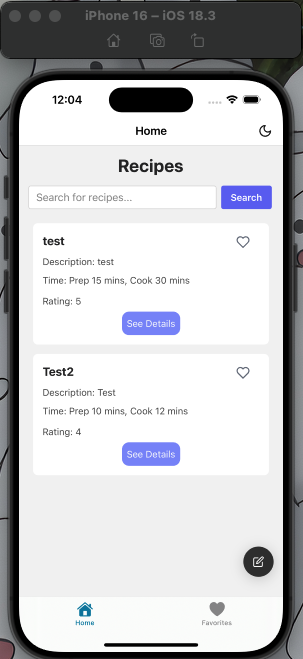 iPhone 16 – iOS 18.3
12:04
Home
Recipes
Search for recipes...
Search
test
Description: test
Time: Prep 15 mins, Cook 30 mins
Rating: 5
See Details
Test2
Description: Test
Time: Prep 10 mins, Cook 12 mins
Rating: 4
See Details
Home
Favorites